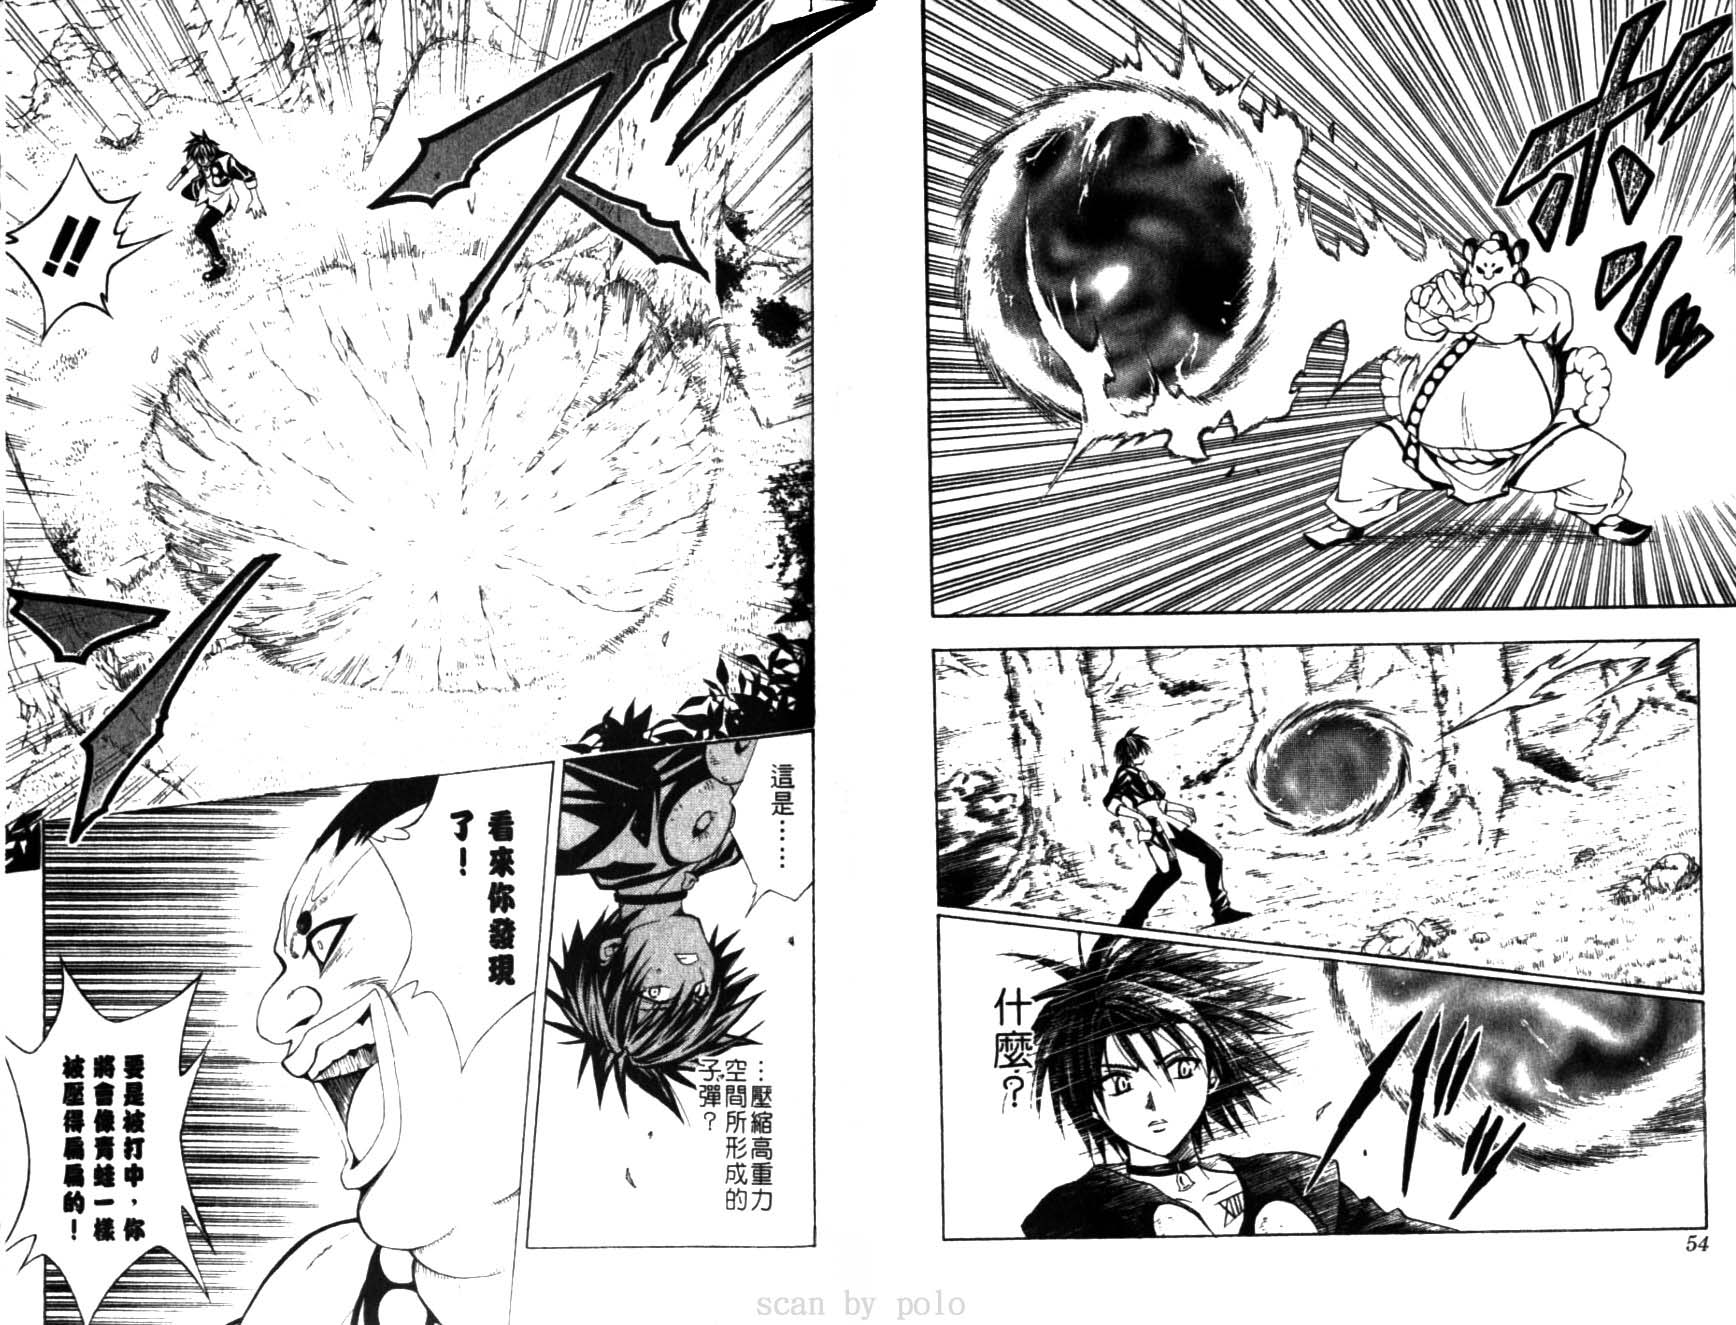 什麼？
54
！！
這是……
…壓縮高重力
空間所形成的
子彈？
看來你發現
了！
要是被打中，你
將會像青蛙一樣
被壓得扁扁的！
XIII
scan by polo